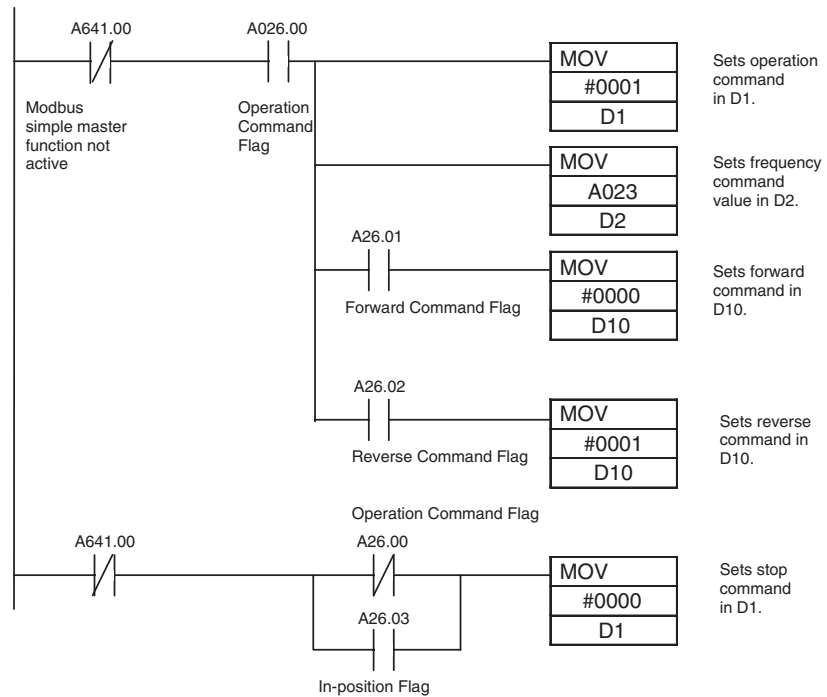 A641.00
A026.00
MOV
#0001
D1
Sets operation
command
in D1.
Modbus
simple master
function not
active
Operation
Command
Flag
MOV
A023
D2
Sets frequency
command
value in D2.
A26.01
Forward Command Flag
MOV
#0000
D10
Sets forward
command in
D10.
A26.02
Reverse Command Flag
MOV
#0001
D10
Sets reverse
command in
D10.
Operation Command Flag
A641.00
A26.00
MOV
#0000
D1
Sets stop
command
in D1.
A26.03
In-position Flag